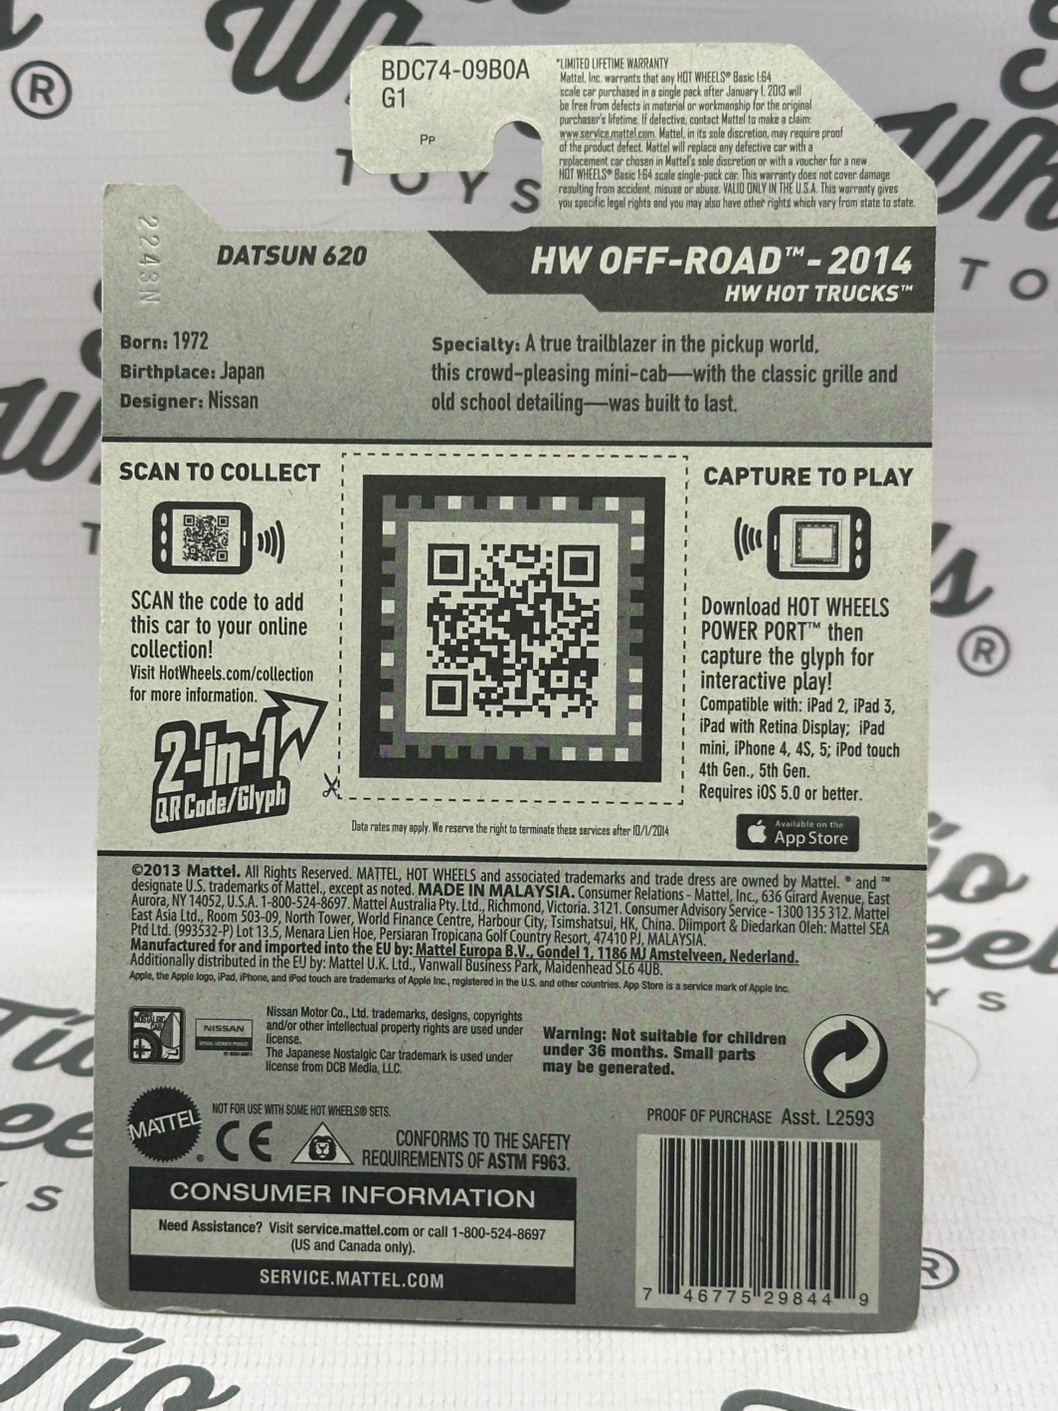 BDC74-09B0A
G1
Pp
*LIMITED LIFETIME WARRANTY
Mattel, Inc. warrants that any HOT WHEELS® Basic 1:64
scale car purchased in a single pack after January 1, 2013 will
be free from defects in material or workmanship for the original
purchaser's lifetime. If defective, contact Mattel to make a claim:
www.service.mattel.com. Mattel, in its sole discretion, may require proof
of the product defect. Mattel will replace any defective car with a
replacement car chosen in Mattel's sole discretion or with a voucher for a new
HOT WHEELS® Basic 1:64 scale single-pack car. This warranty does not cover damage
resulting from accident, misuse or abuse. VALID ONLY IN THE U.S.A. This warranty gives
you specific legal rights and you may also have other rights which vary from state to state.
2243N
DATSUN 620
HW OFF-ROAD™- 2014
HW HOT TRUCKS™
Born: 1972
Birthplace: Japan
Designer: Nissan
Specialty: A true trailblazer in the pickup world,
this crowd-pleasing mini-cab—with the classic grille and
old school detailing—was built to last.
SCAN TO COLLECT
SCAN the code to add
this car to your online
collection!
Visit HotWheels.com/collection
for more information.
2-in-1
QR Code/Glyph
CAPTURE TO PLAY
Download HOT WHEELS
POWER PORT™ then
capture the glyph for
interactive play!
Compatible with: iPad 2, iPad 3,
iPad with Retina Display; iPad
mini, iPhone 4, 4S, 5; iPod touch
4th Gen., 5th Gen.
Requires iOS 5.0 or better.
Available on the
App Store
Data rates may apply. We reserve the right to terminate these services after 10/1/2014
©2013 Mattel. All Rights Reserved. MATTEL, HOT WHEELS and associated trademarks and trade dress are owned by Mattel. ® and ™
designate U.S. trademarks of Mattel., except as noted. MADE IN MALAYSIA. Consumer Relations - Mattel, Inc., 636 Girard Avenue, East
Aurora, NY 14052, U.S.A. 1-800-524-8697. Mattel Australia Pty. Ltd., Richmond, Victoria. 3121. Consumer Advisory Service - 1300 135 312. Mattel
East Asia Ltd., Room 503-09, North Tower, World Finance Centre, Harbour City, Tsimshatsui, HK, China. Diimport & Diedarkan Oleh: Mattel SEA
Ptd Ltd. (993532-P) Lot 13.5, Menara Lien Hoe, Persiaran Tropicana Golf Country Resort, 47410 PJ, MALAYSIA.
Manufactured for and imported into the EU by: Mattel Europa B.V., Gondel 1, 1186 MJ Amstelveen, Nederland.
Additionally distributed in the EU by: Mattel U.K. Ltd., Vanwall Business Park, Maidenhead SL6 4UB.
Apple, the Apple logo, iPad, iPhone, and iPod touch are trademarks of Apple Inc., registered in the U.S. and other countries. App Store is a service mark of Apple Inc.
NISSAN
Nissan Motor Co., Ltd. trademarks, designs, copyrights
and/or other intellectual property rights are used under
license.
The Japanese Nostalgic Car trademark is used under
license from DCB Media, LLC.
Warning: Not suitable for children
under 36 months. Small parts
may be generated.
MATTEL
NOT FOR USE WITH SOME HOT WHEELS® SETS.
CE
CONFORMS TO THE SAFETY
REQUIREMENTS OF ASTM F963.
PROOF OF PURCHASE Asst. L2593
CONSUMER INFORMATION
Need Assistance? Visit service.mattel.com or call 1-800-524-8697
(US and Canada only).
SERVICE.MATTEL.COM
7 46775 29844 9
TOYS
Tio